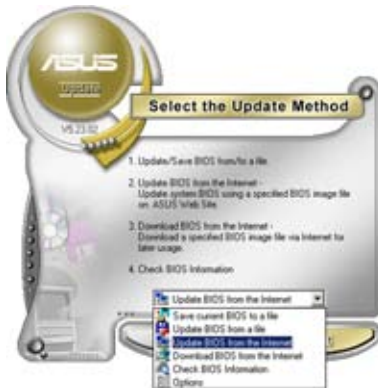 ASUS
Update
V5.23.02
Select the Update Method
1. Update/Save BIOS from/to a file
2. Update BIOS from the Internet -
Update system BIOS using a specified BIOS image file
on ASUS Web Site.
3. Download BIOS from the Internet -
Download a specified BIOS image file via Internet for
later usage.
4. Check BIOS Information
Update BIOS from the Internet
Save current BIOS to a file
Update BIOS from a file
Update BIOS from the Internet
Download BIOS from the Internet
Check BIOS Information
Options